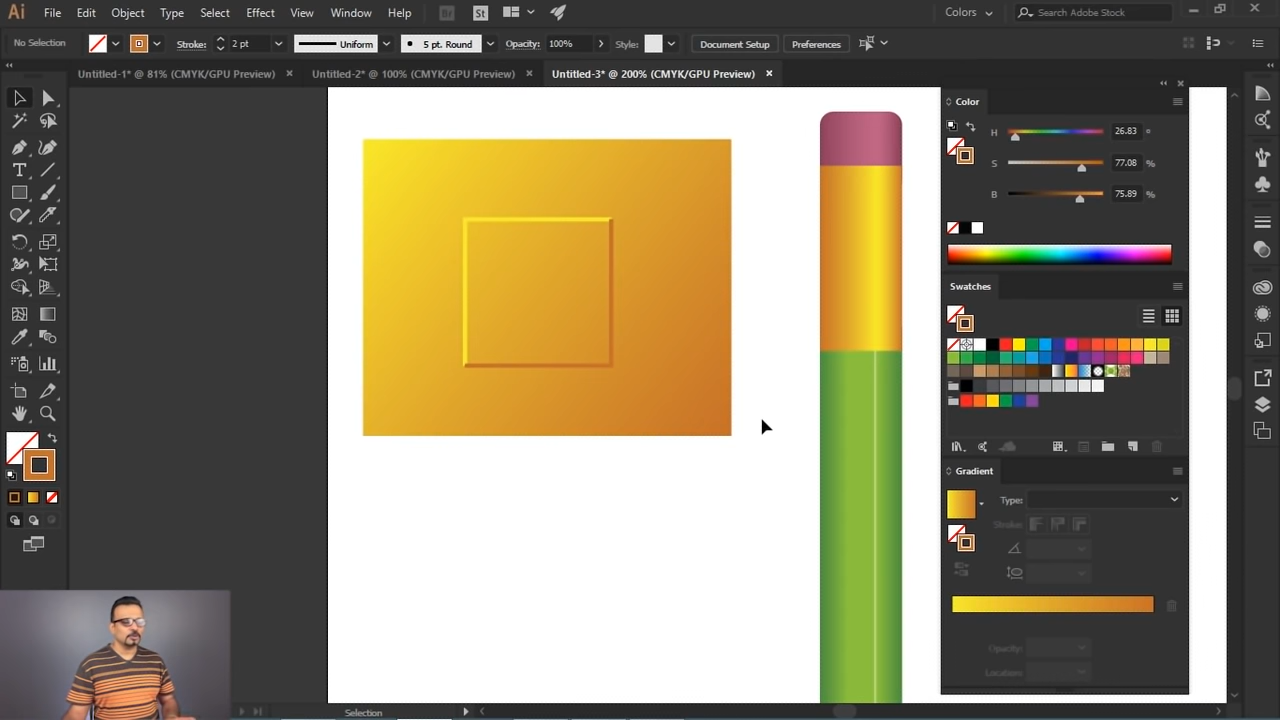 Ai File Edit Object Type Select Effect View Window Help Br St Colors Search Adobe Stock
No Selection Stroke: 2 pt Uniform 5 pt. Round Opacity: 100% Style: Document Setup Preferences
Untitled-1* @ 81% (CMYK/GPU Preview) × Untitled-2* @ 100% (CMYK/GPU Preview) × Untitled-3* @ 200% (CMYK/GPU Preview) ×
Color
H 26.83 °
S 77.08 %
B 75.89 %
Swatches
Gradient
Type:
Stroke:
Opacity:
Location:
Selection